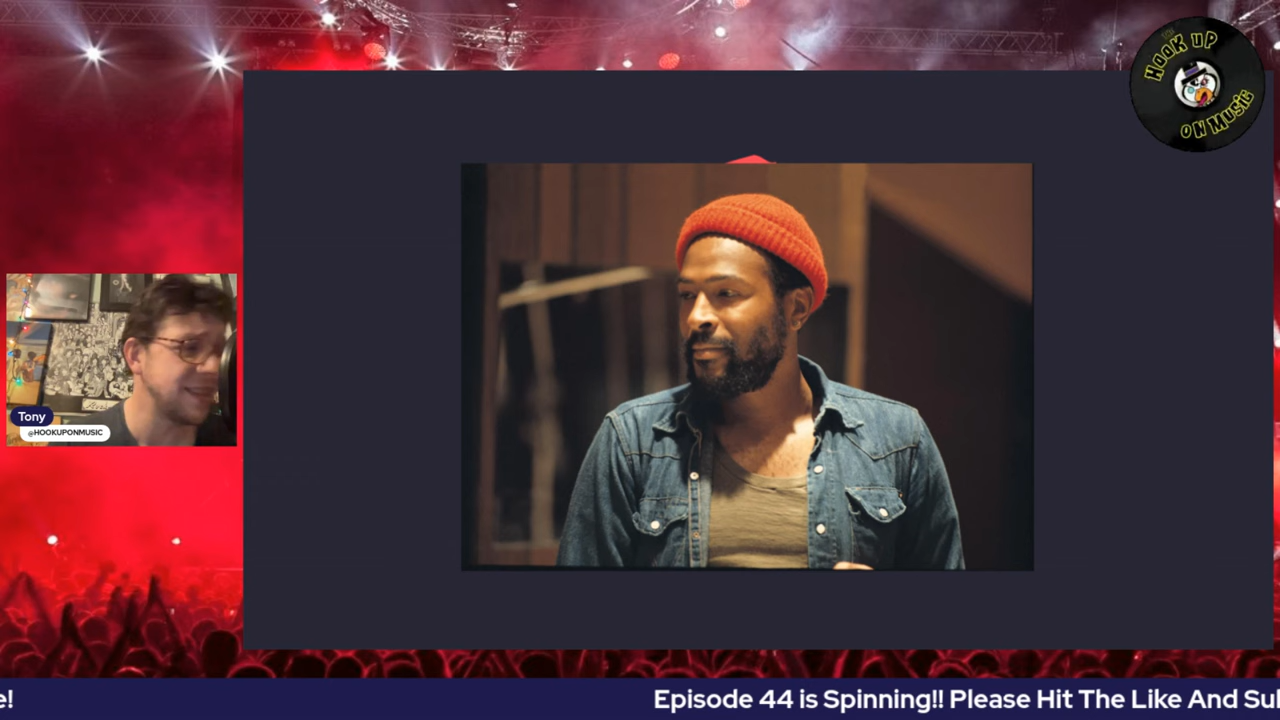 HOOK UP
ON MUSIC
Tony
@HOOKUPONMUSIC
e!
Episode 44 is Spinning!! Please Hit The Like And Su